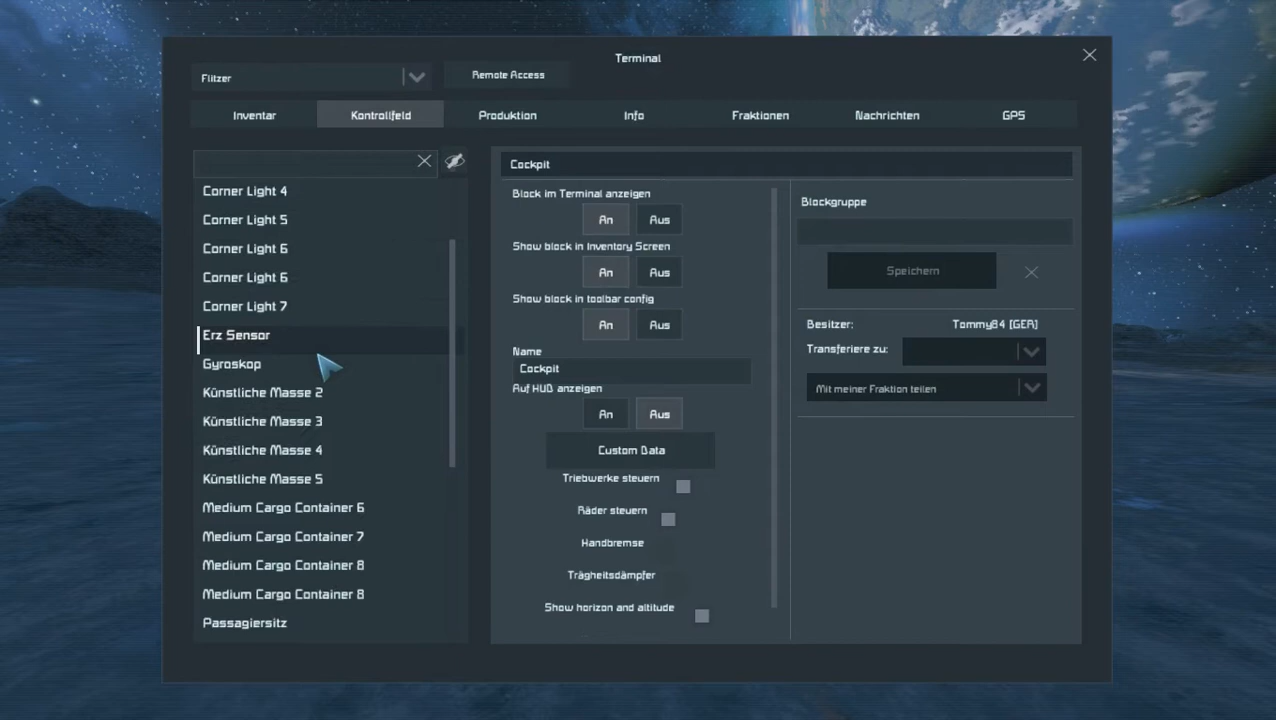 Terminal
Flitzer
Remote Access
Inventar
Kontrollfeld
Produktion
Info
Fraktionen
Nachrichten
GPS
Corner Light 4
Corner Light 5
Corner Light 6
Corner Light 6
Corner Light 7
Erz Sensor
Gyroskop
Künstliche Masse 2
Künstliche Masse 3
Künstliche Masse 4
Künstliche Masse 5
Medium Cargo Container 6
Medium Cargo Container 7
Medium Cargo Container 8
Medium Cargo Container 8
Passagiersitz
Cockpit
Block im Terminal anzeigen
An Aus
Show block in Inventory Screen
An Aus
Show block in toolbar config
An Aus
Name
Cockpit
Auf HUD anzeigen
An Aus
Custom Data
Triebwerke steuern
Räder steuern
Handbremse
Trägheitsdämpfer
Show horizon and altitude
Blockgruppe
Speichern
Besitzer: Tommy84 [GER]
Transferiere zu:
Mit meiner Fraktion teilen